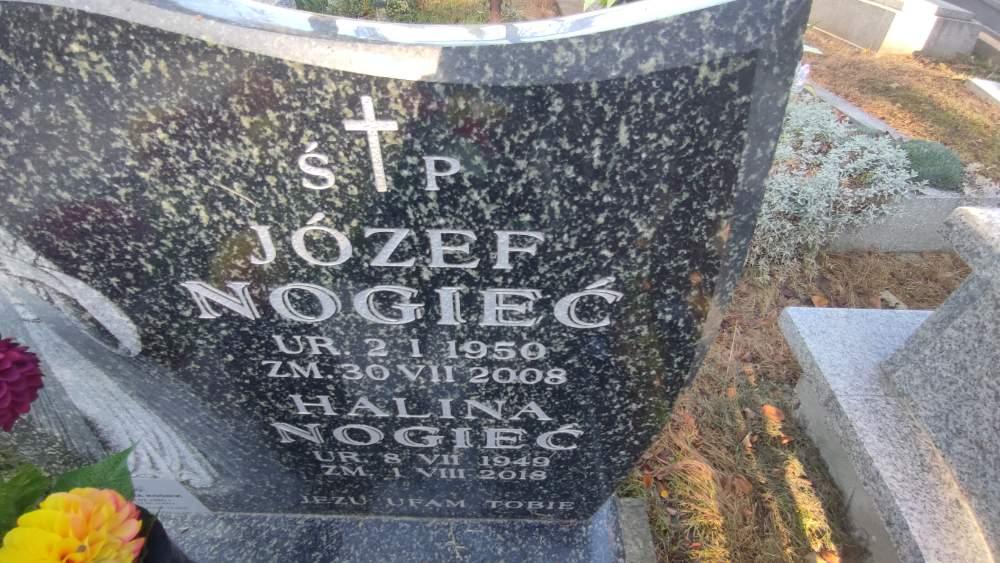 Ś P
JÓZEF
NOGIEĆ
UR. 2 I 1950
ZM. 30 VII 2008
HALINA
NOGIEĆ
UR. 8 VII 1949
ZM. 1 VIII 2018
JEZU UFAM TOBIE